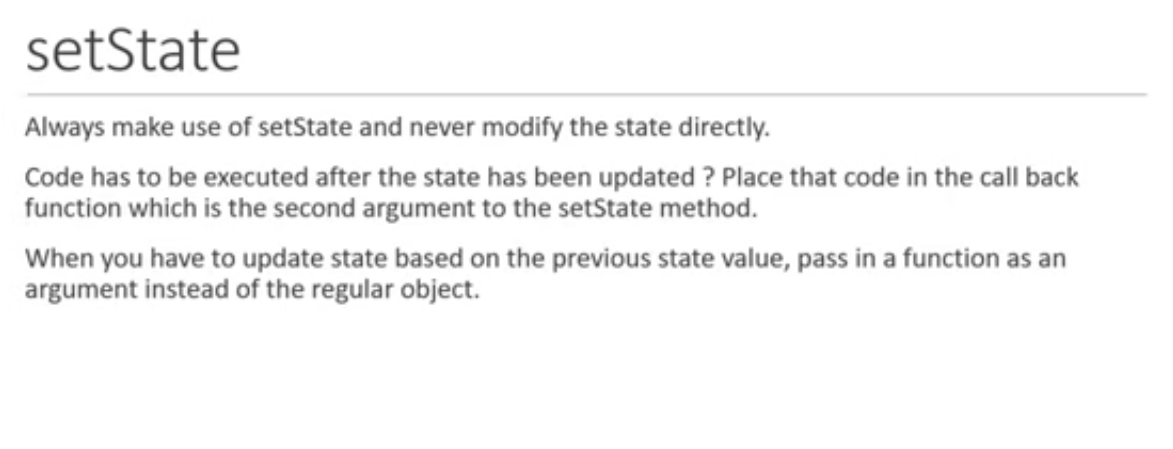 setState
Always make use of setState and never modify the state directly.
Code has to be executed after the state has been updated ? Place that code in the call back
function which is the second argument to the setState method.
When you have to update state based on the previous state value, pass in a function as an
argument instead of the regular object.